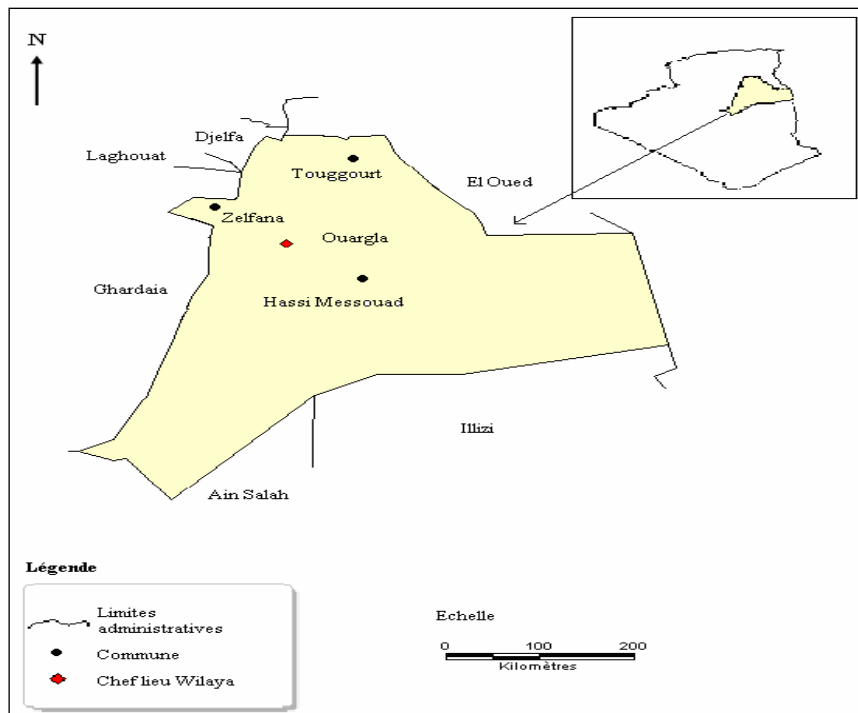 N
Djelfa
Laghouat
Touggourt
El Oued
Zelfana
Ouargla
Ghardaia
Hassi Messouad
Illizi
Ain Salah
Légende
Limites
administratives
Commune
Chef lieu Wilaya
Echelle
0 100 200
Kilomètres